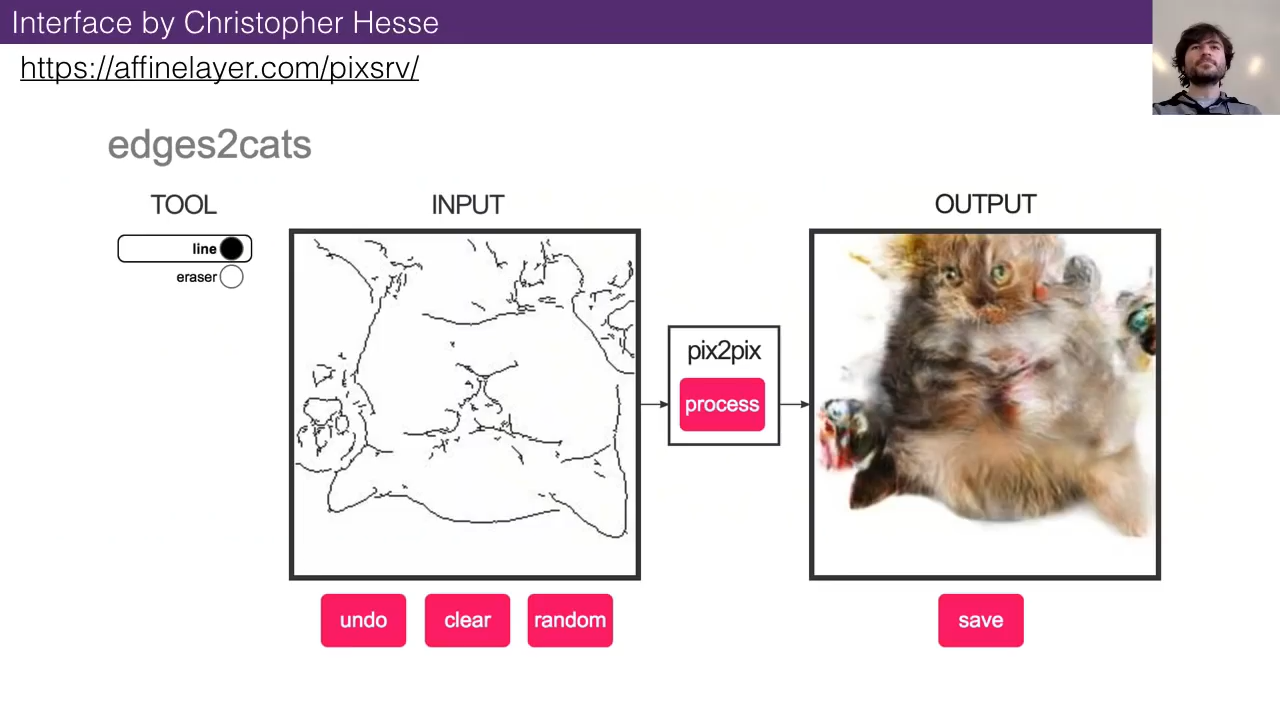 Interface by Christopher Hesse
https://affinelayer.com/pixsrv/
edges2cats
TOOL
INPUT
OUTPUT
line
eraser
pix2pix
process
undo
clear
random
save